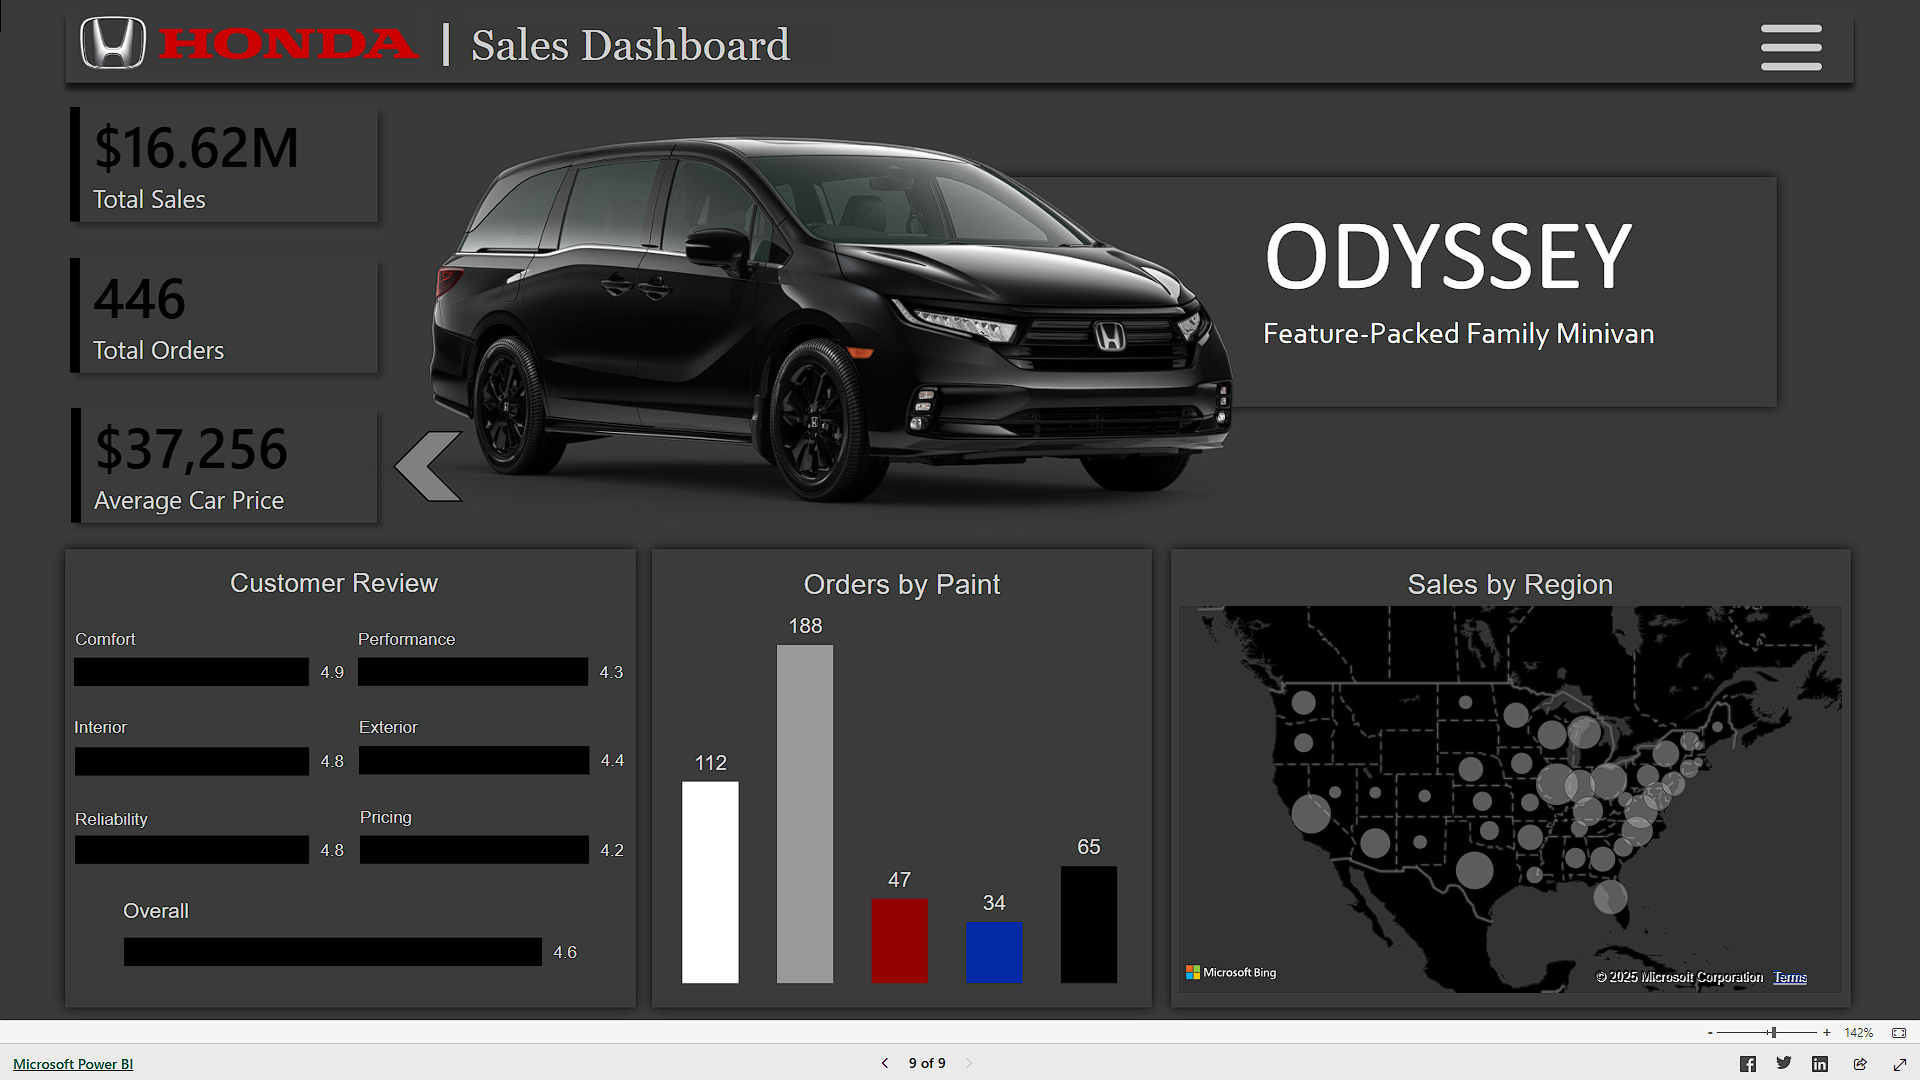 HONDA | Sales Dashboard
$16.62M
Total Sales
446
Total Orders
$37,256
Average Car Price
ODYSSEY
Feature-Packed Family Minivan
Customer Review
Comfort
4.9
Performance
4.3
Interior
4.8
Exterior
4.4
Reliability
4.8
Pricing
4.2
Overall
4.6
Orders by Paint
112
188
47
34
65
Sales by Region
Microsoft Bing
© 2025 Microsoft Corporation Terms
- + 142%
Microsoft Power BI
9 of 9